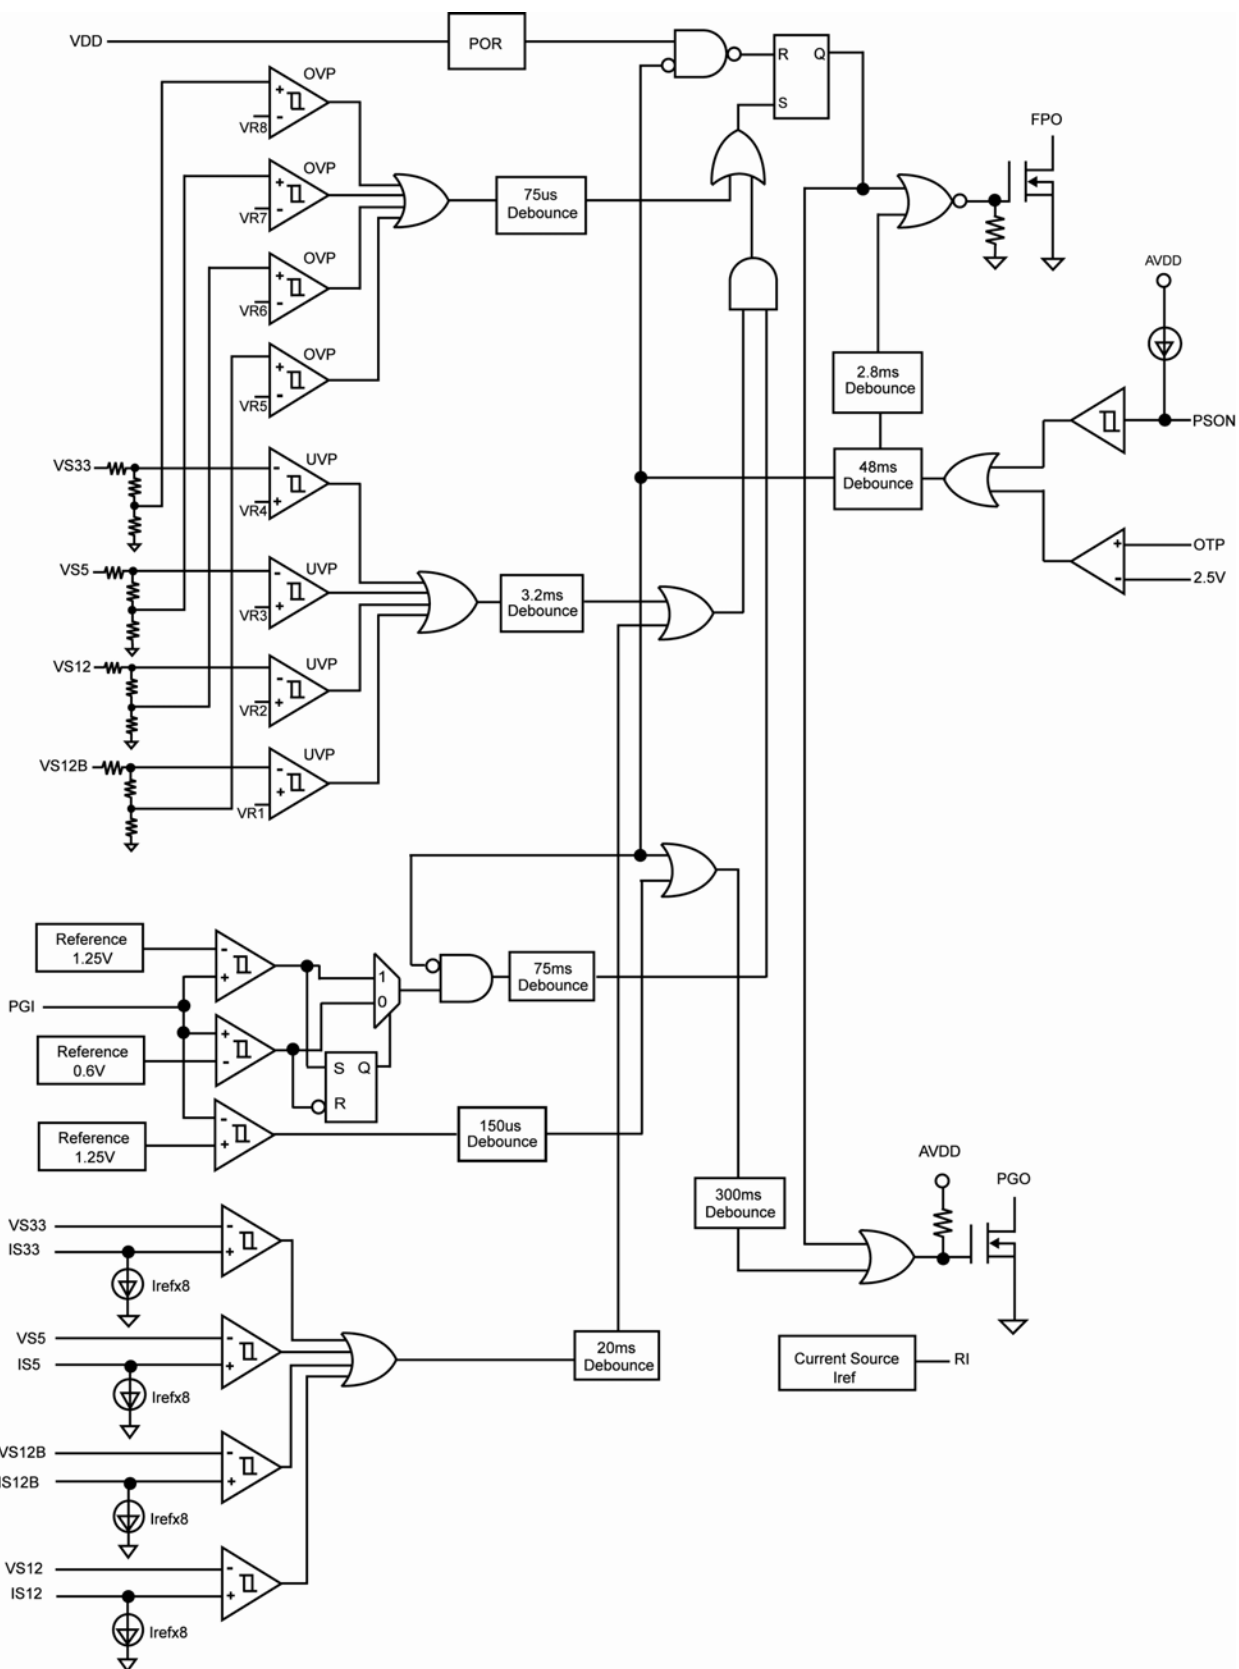 VDD
POR
R Q
S
OVP
+
-
VR8
OVP
+
-
VR7
OVP
+
-
VR6
OVP
+
-
VR5
75us
Debounce
FPO
AVDD
2.8ms
Debounce
PSON
48ms
Debounce
+
-
OTP
2.5V
VS33
UVP
-
+
VR4
VS5
UVP
-
+
VR3
VS12
UVP
-
+
VR2
VS12B
UVP
-
+
VR1
3.2ms
Debounce
Reference
1.25V
-
+
PGI
Reference
0.6V
+
-
Reference
1.25V
-
+
1
0
S Q
R
75ms
Debounce
150us
Debounce
300ms
Debounce
AVDD
PGO
VS33
IS33
-
+
Irefx8
VS5
IS5
-
+
Irefx8
VS12B
IS12B
-
+
Irefx8
VS12
IS12
-
+
Irefx8
20ms
Debounce
Current Source
Iref
RI